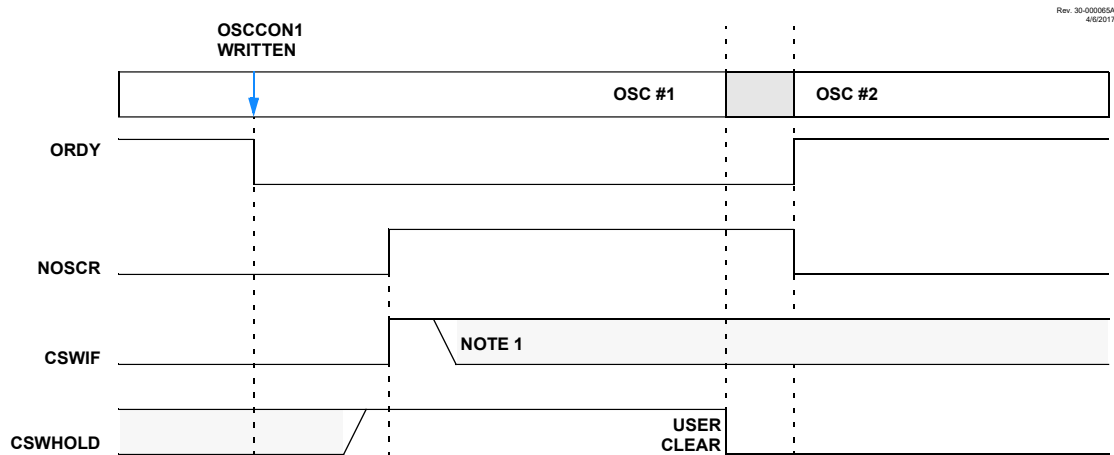 Rev. 30-000065A
4/6/2017
OSCCON1
WRITTEN
OSC #1
OSC #2
ORDY
NOSCR
CSWIF
NOTE 1
CSWHOLD
USER
CLEAR